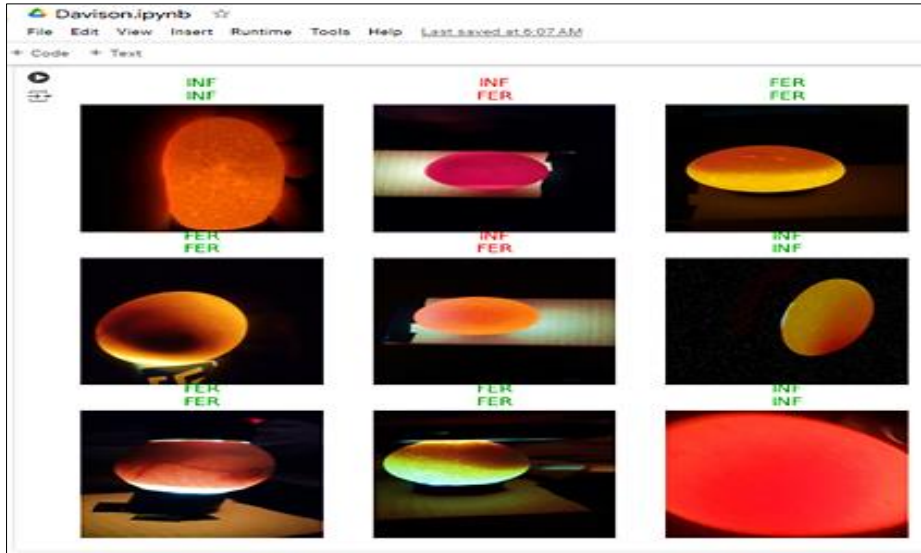 Davison.ipynb
File Edit View Insert Runtime Tools Help Last saved at 6:07 AM
+ Code + Text
INF INF FER
INF FER FER
FER INF INF
FER FER INF
FER FER INF
FER FER INF